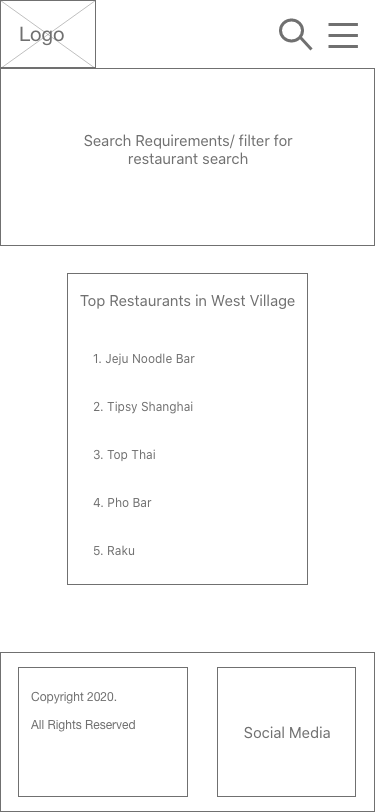 Logo
Search Requirements/ filter for
restaurant search
Top Restaurants in West Village
1. Jeju Noodle Bar
2. Tipsy Shanghai
3. Top Thai
4. Pho Bar
5. Raku
Copyright 2020.
All Rights Reserved
Social Media